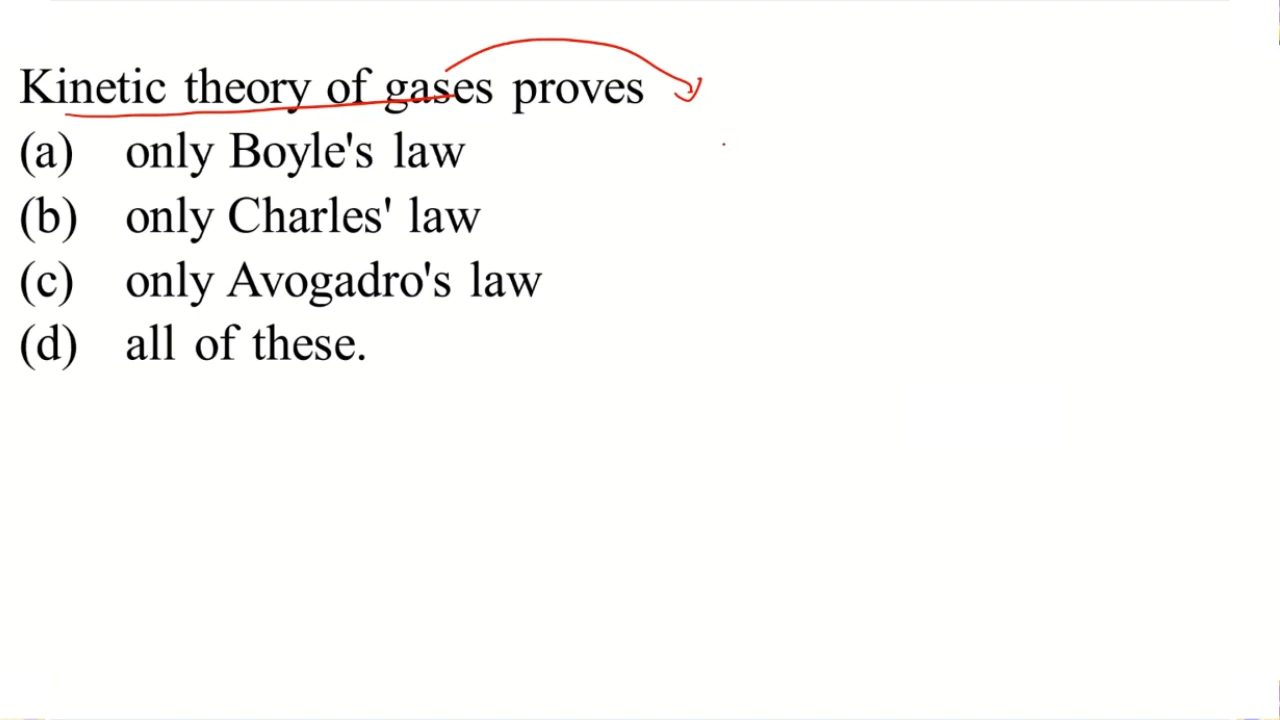 Kinetic theory of gases proves
(a) only Boyle's law
(b) only Charles' law
(c) only Avogadro's law
(d) all of these.